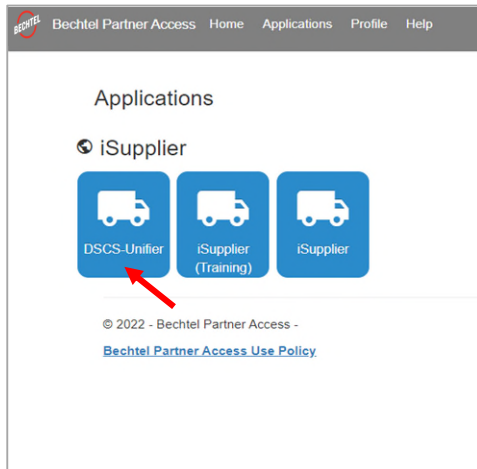 BECHTEL Bechtel Partner Access Home Applications Profile Help
Applications
iSupplier
DSCS-Unifier iSupplier (Training) iSupplier
© 2022 - Bechtel Partner Access -
Bechtel Partner Access Use Policy